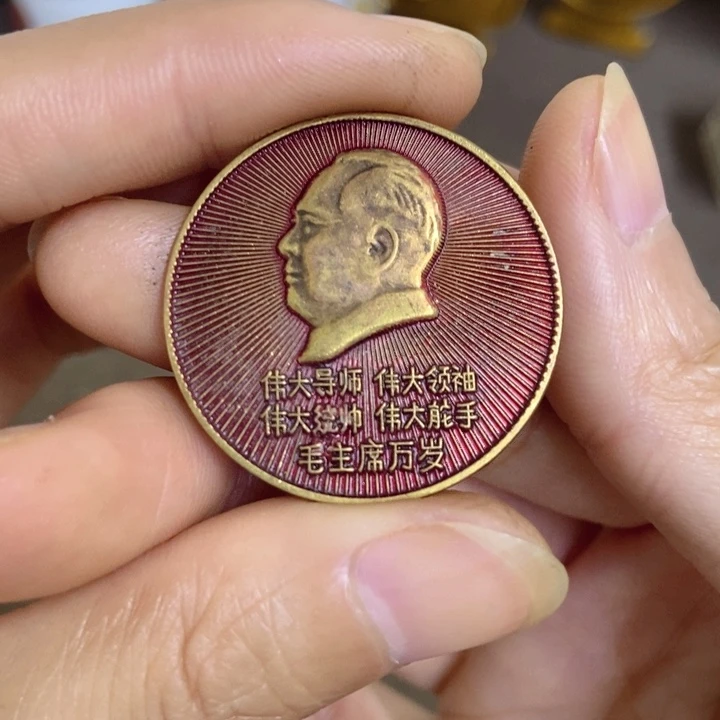 伟大导师 伟大领袖
伟大统帅 伟大舵手
毛主席万岁